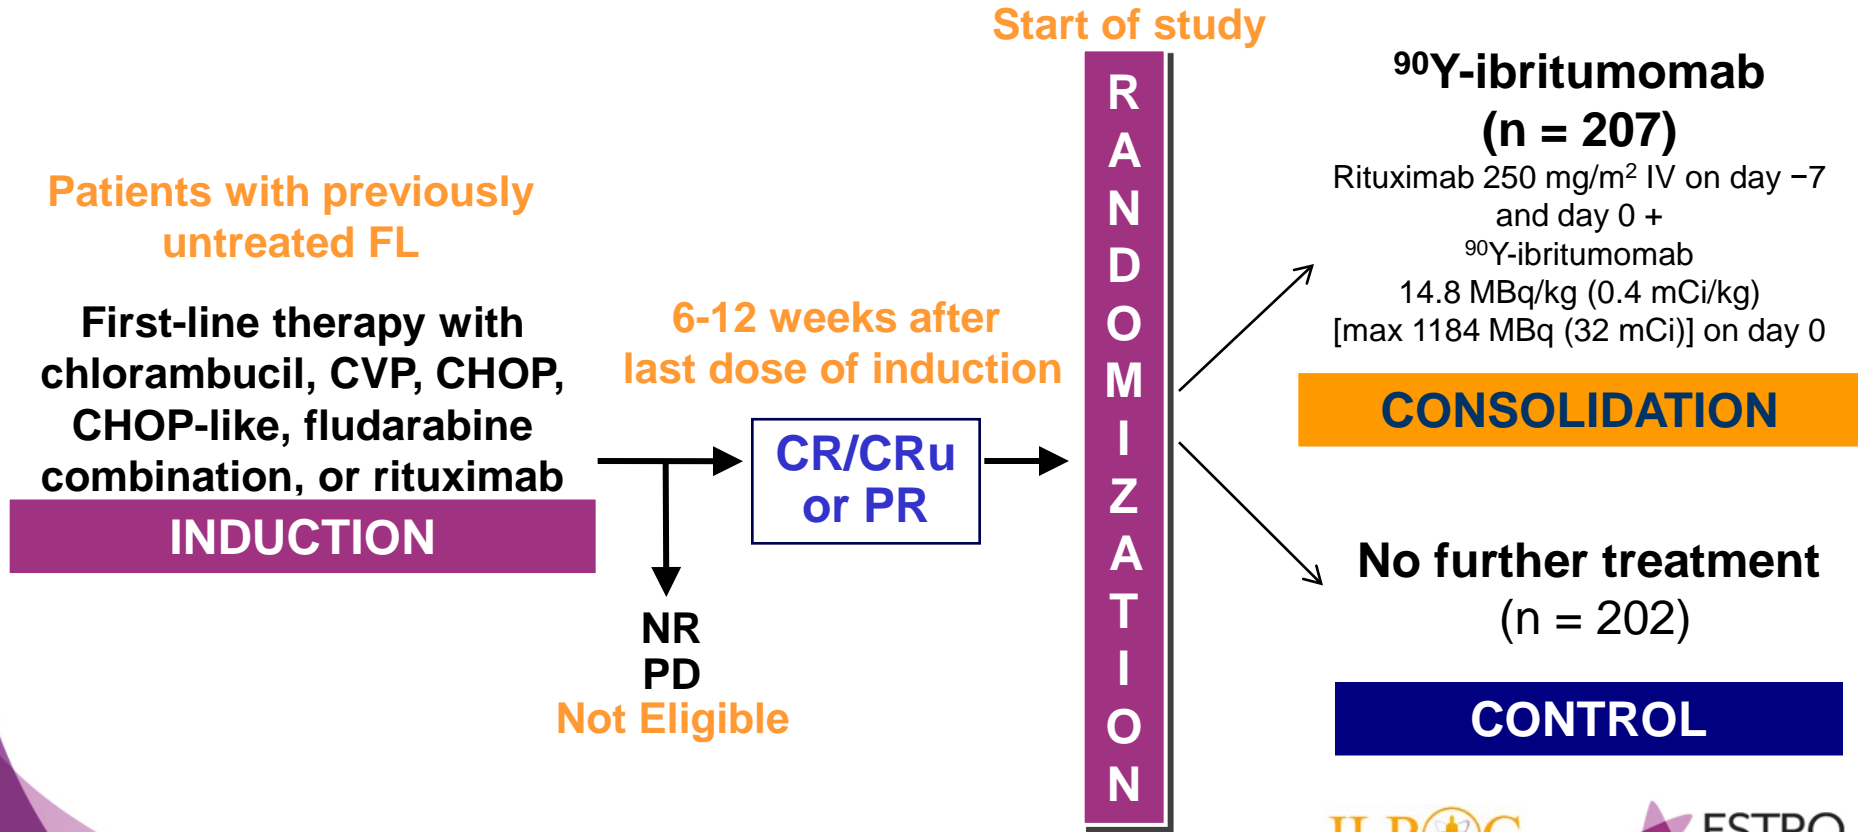 Start of study
Patients with previously
untreated FL
First-line therapy with
chlorambucil, CVP, CHOP,
CHOP-like, fludarabine
combination, or rituximab
INDUCTION
NR
PD
Not Eligible
6-12 weeks after
last dose of induction
CR/CRu
or PR
RANDOMIZATION
⁹⁰Y-ibritumomab
(n = 207)
Rituximab 250 mg/m² IV on day −7
and day 0 +
⁹⁰Y-ibritumomab
14.8 MBq/kg (0.4 mCi/kg)
[max 1184 MBq (32 mCi)] on day 0
CONSOLIDATION
No further treatment
(n = 202)
CONTROL
ESTRO